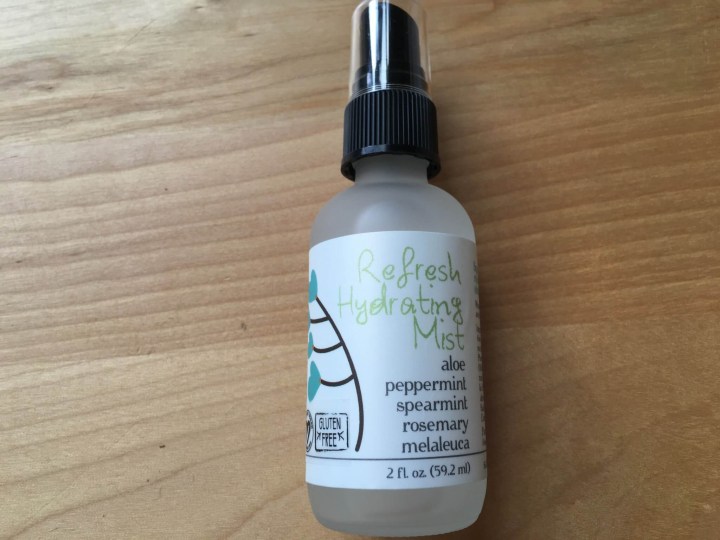 Refresh
Hydrating
Mist
aloe
peppermint
spearmint
rosemary
melaleuca
GLUTEN
FREE
2 fl. oz. (59.2 ml)